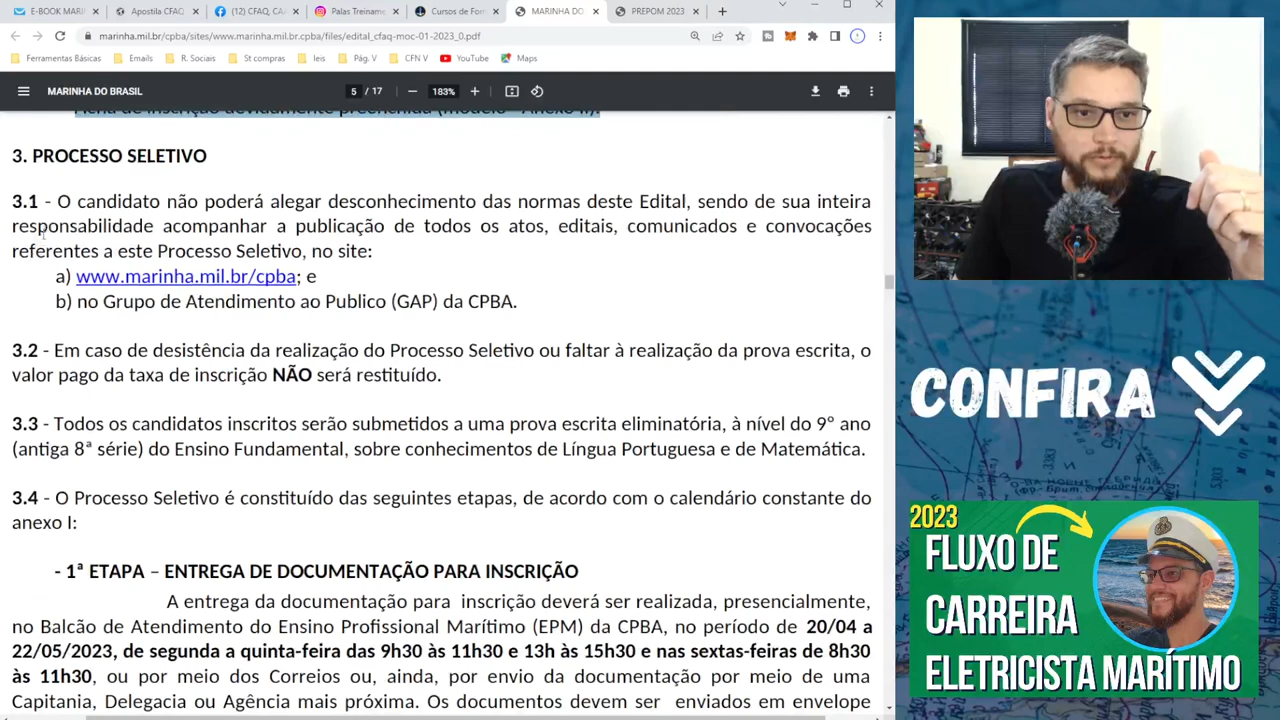 E-BOOK MARI
Apostila CFAQ
(12) CFAQ, CAA
Palas Treiname
Cursos de Form
MARINHA DO
PREPOM 2023
marinha.mil.br/cpba/sites/www.marinha.mil.br.cpba/files/edital_cfaq-moc-01-2023_0.pdf
Ferramentas Básicas
Emails
R. Sociais
St compras
leis
Pág. V
CFN V
YouTube
Maps
MARINHA DO BRASIL
5 / 17
183%
3. PROCESSO SELETIVO
3.1 - O candidato não poderá alegar desconhecimento das normas deste Edital, sendo de sua inteira
responsabilidade acompanhar a publicação de todos os atos, editais, comunicados e convocações
referentes a este Processo Seletivo, no site:
a) www.marinha.mil.br/cpba; e
b) no Grupo de Atendimento ao Publico (GAP) da CPBA.
3.2 - Em caso de desistência da realização do Processo Seletivo ou faltar à realização da prova escrita, o
valor pago da taxa de inscrição NÃO será restituído.
3.3 - Todos os candidatos inscritos serão submetidos a uma prova escrita eliminatória, à nível do 9º ano
(antiga 8ª série) do Ensino Fundamental, sobre conhecimentos de Língua Portuguesa e de Matemática.
3.4 - O Processo Seletivo é constituído das seguintes etapas, de acordo com o calendário constante do
anexo I:
- 1ª ETAPA – ENTREGA DE DOCUMENTAÇÃO PARA INSCRIÇÃO
A entrega da documentação para inscrição deverá ser realizada, presencialmente,
no Balcão de Atendimento do Ensino Profissional Marítimo (EPM) da CPBA, no período de 20/04 a
22/05/2023, de segunda a quinta-feira das 9h30 às 11h30 e 13h às 15h30 e nas sextas-feiras de 8h30
às 11h30, ou por meio dos Correios ou, ainda, por envio da documentação por meio de uma
Capitania, Delegacia ou Agência mais próxima. Os documentos devem ser enviados em envelope
CONFIRA
2023
FLUXO DE
CARREIRA
ELETRICISTA MARÍTIMO